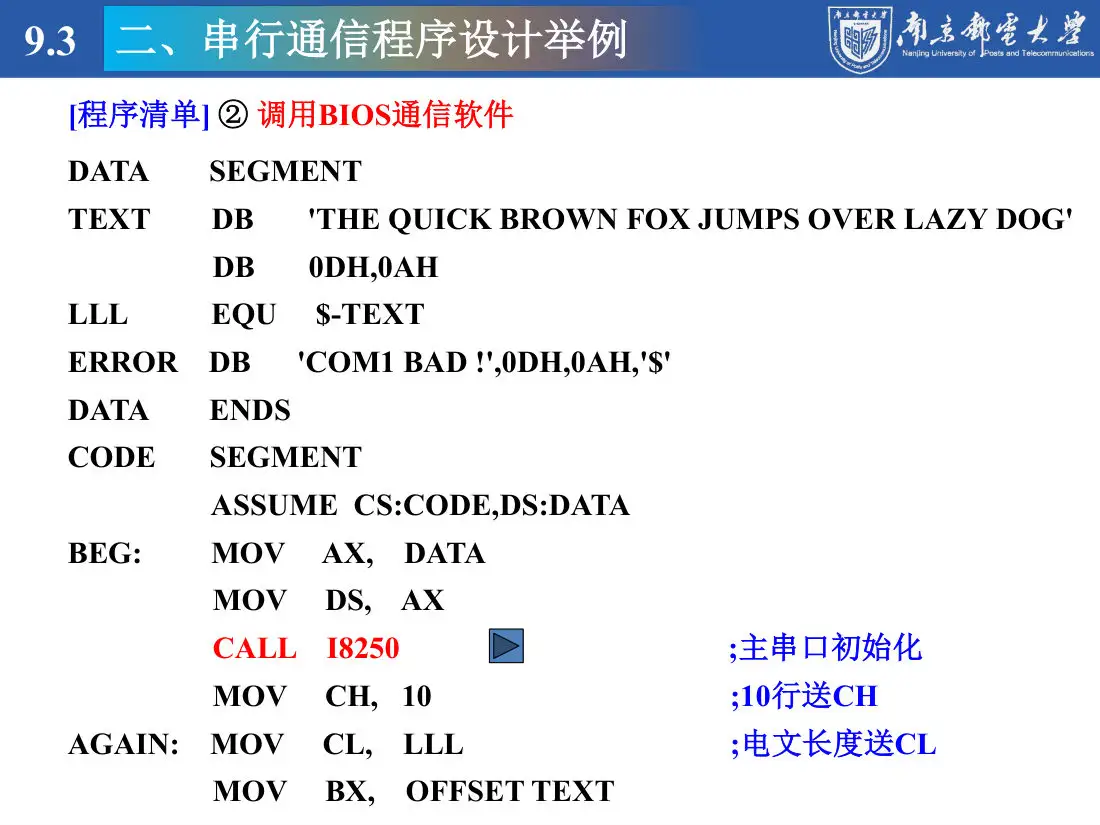 9.3 二、串行通信程序设计举例
南京邮电大学
Nanjing University of Posts and Telecommunications
[程序清单] ② 调用BIOS通信软件
DATA SEGMENT
TEXT DB 'THE QUICK BROWN FOX JUMPS OVER LAZY DOG'
DB 0DH,0AH
LLL EQU $-TEXT
ERROR DB 'COM1 BAD !',0DH,0AH,'$'
DATA ENDS
CODE SEGMENT
ASSUME CS:CODE,DS:DATA
BEG: MOV AX, DATA
MOV DS, AX
CALL I8250 ;主串口初始化
MOV CH, 10 ;10行送CH
AGAIN: MOV CL, LLL ;电文长度送CL
MOV BX, OFFSET TEXT